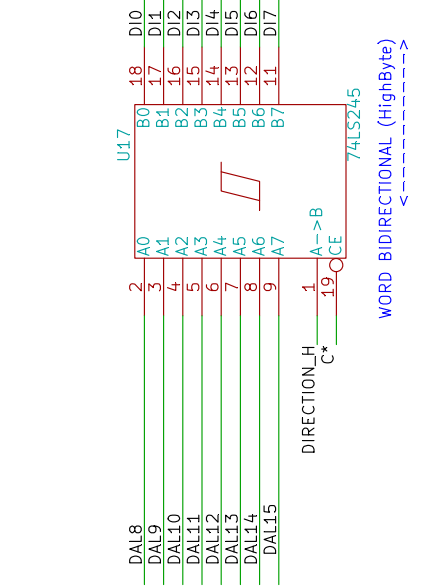 DI0
DI1
DI2
DI3
DI4
DI5
DI6
DI7
18
17
16
15
14
13
12
11
B0
B1
B2
B3
B4
B5
B6
B7
U17
74LS245
WORD BIDIRECTIONAL (HighByte)
<------------>
A0
A1
A2
A3
A4
A5
A6
A7
A->B
CE
2
3
4
5
6
7
8
9
1
19
DIRECTION_H
C*
DAL8
DAL9
DAL10
DAL11
DAL12
DAL13
DAL14
DAL15